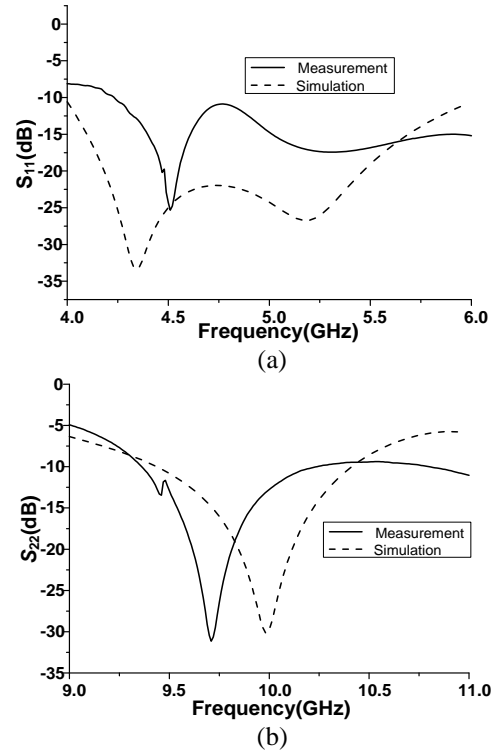 0
-5
-10
-15
-20
-25
-30
-35
S11(dB)
Measurement
Simulation
4.0 4.5 5.0 5.5 6.0
Frequency(GHz)
(a)
0
-5
-10
-15
-20
-25
-30
-35
S22(dB)
Measurement
Simulation
9.0 9.5 10.0 10.5 11.0
Frequency(GHz)
(b)